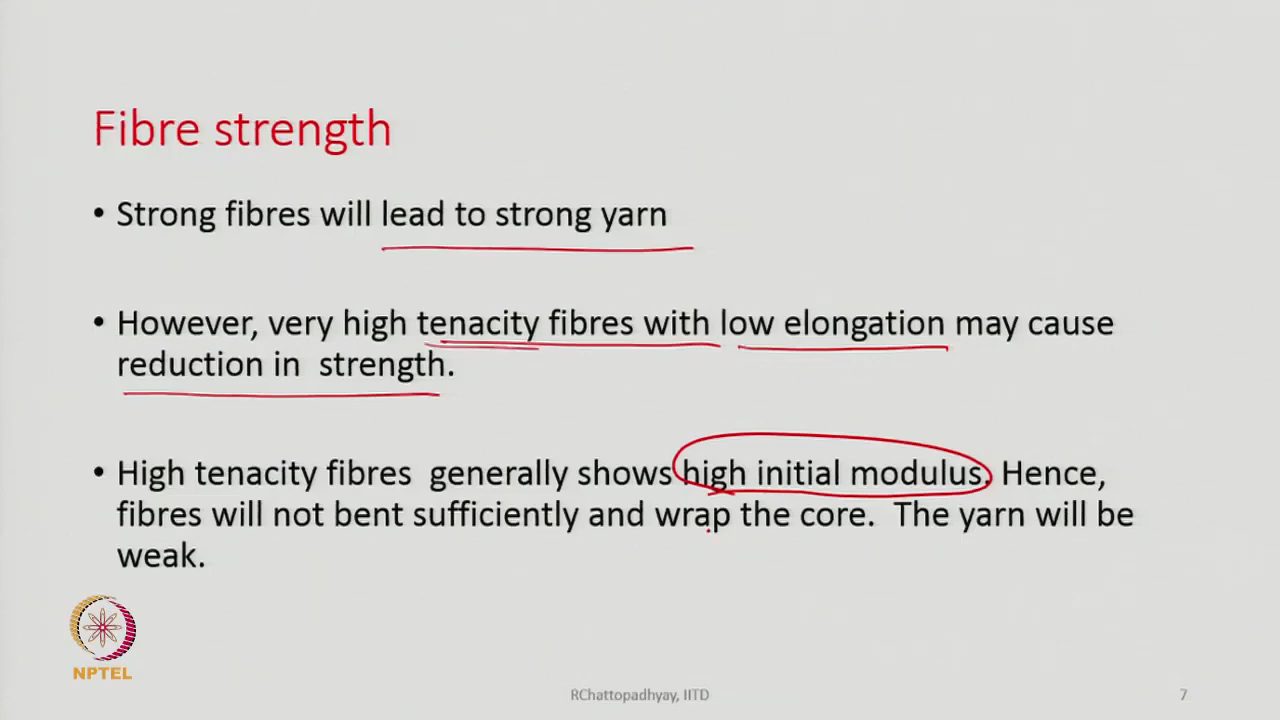 Fibre strength
• Strong fibres will lead to strong yarn
• However, very high tenacity fibres with low elongation may cause
reduction in strength.
• High tenacity fibres generally shows high initial modulus. Hence,
fibres will not bent sufficiently and wrap the core. The yarn will be
weak.
NPTEL
RChattopadhyay, IITD
7